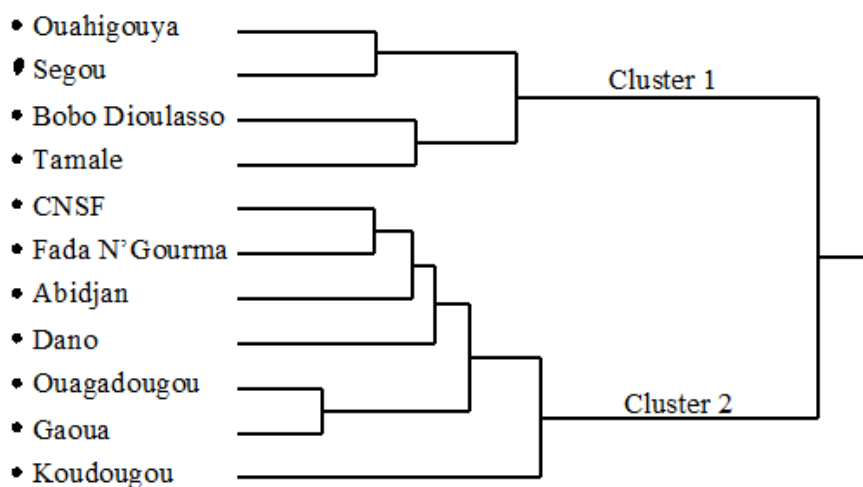 • Ouahigouya
• Segou
Cluster 1
• Bobo Dioulasso
• Tamale
• CNSF
• Fada N’Gourma
• Abidjan
• Dano
• Ouagadougou
Cluster 2
• Gaoua
• Koudougou